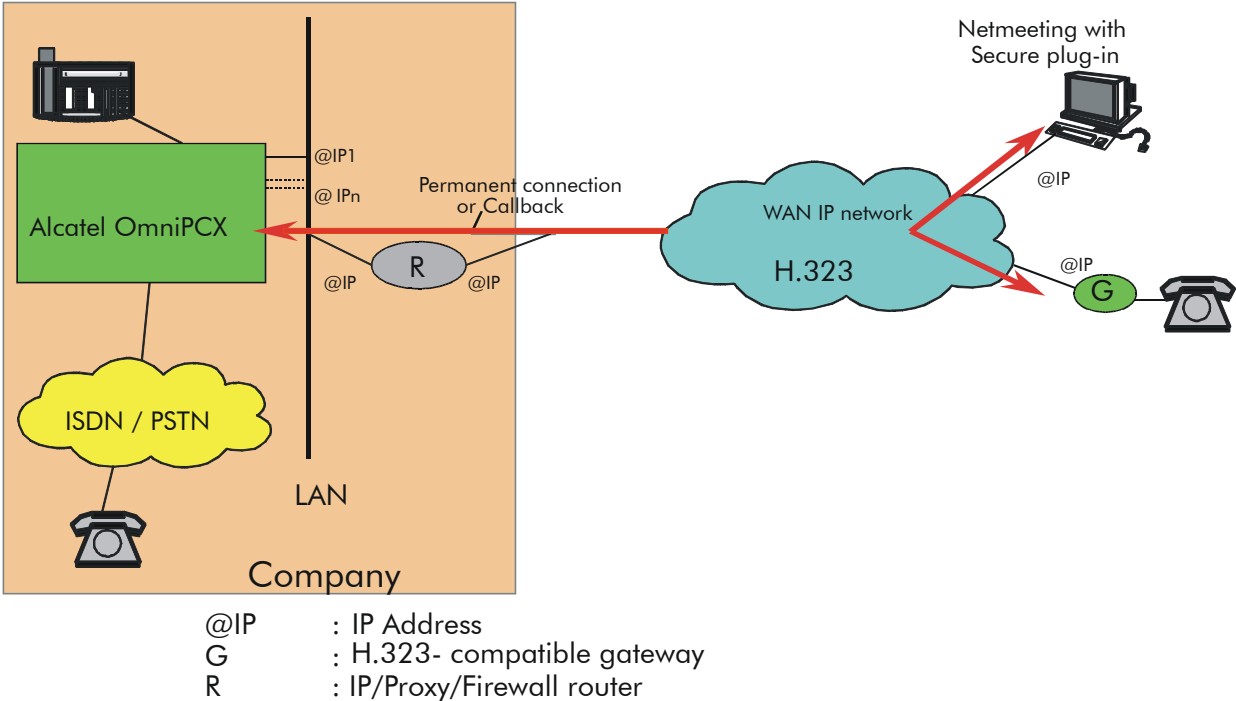 Netmeeting with
Secure plug-in
@IP1
@ IPn
@IP
Permanent connection
or Callback
Alcatel OmniPCX
WAN IP network
H.323
R
@IP
@IP
@IP
G
ISDN / PSTN
LAN
Company
@IP : IP Address
G : H.323- compatible gateway
R : IP/Proxy/Firewall router